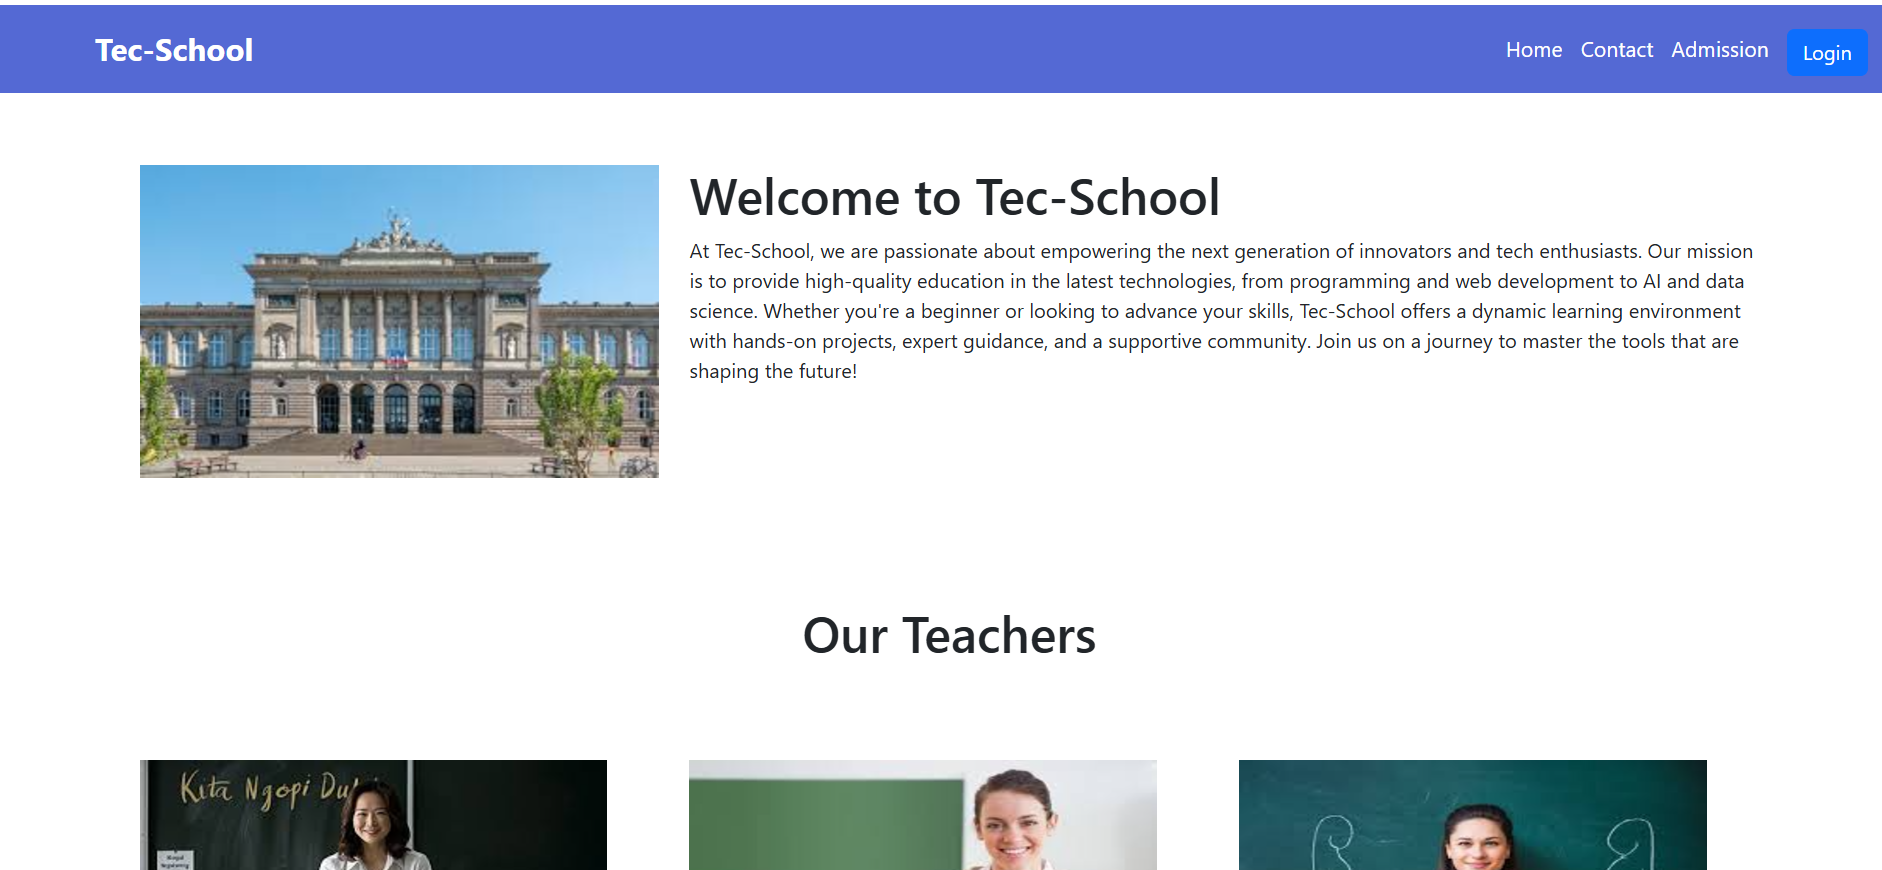 Tec-School
Home Contact Admission Login
Welcome to Tec-School
At Tec-School, we are passionate about empowering the next generation of innovators and tech enthusiasts. Our mission
is to provide high-quality education in the latest technologies, from programming and web development to AI and data
science. Whether you're a beginner or looking to advance your skills, Tec-School offers a dynamic learning environment
with hands-on projects, expert guidance, and a supportive community. Join us on a journey to master the tools that are
shaping the future!
Our Teachers
Kita Ngopi